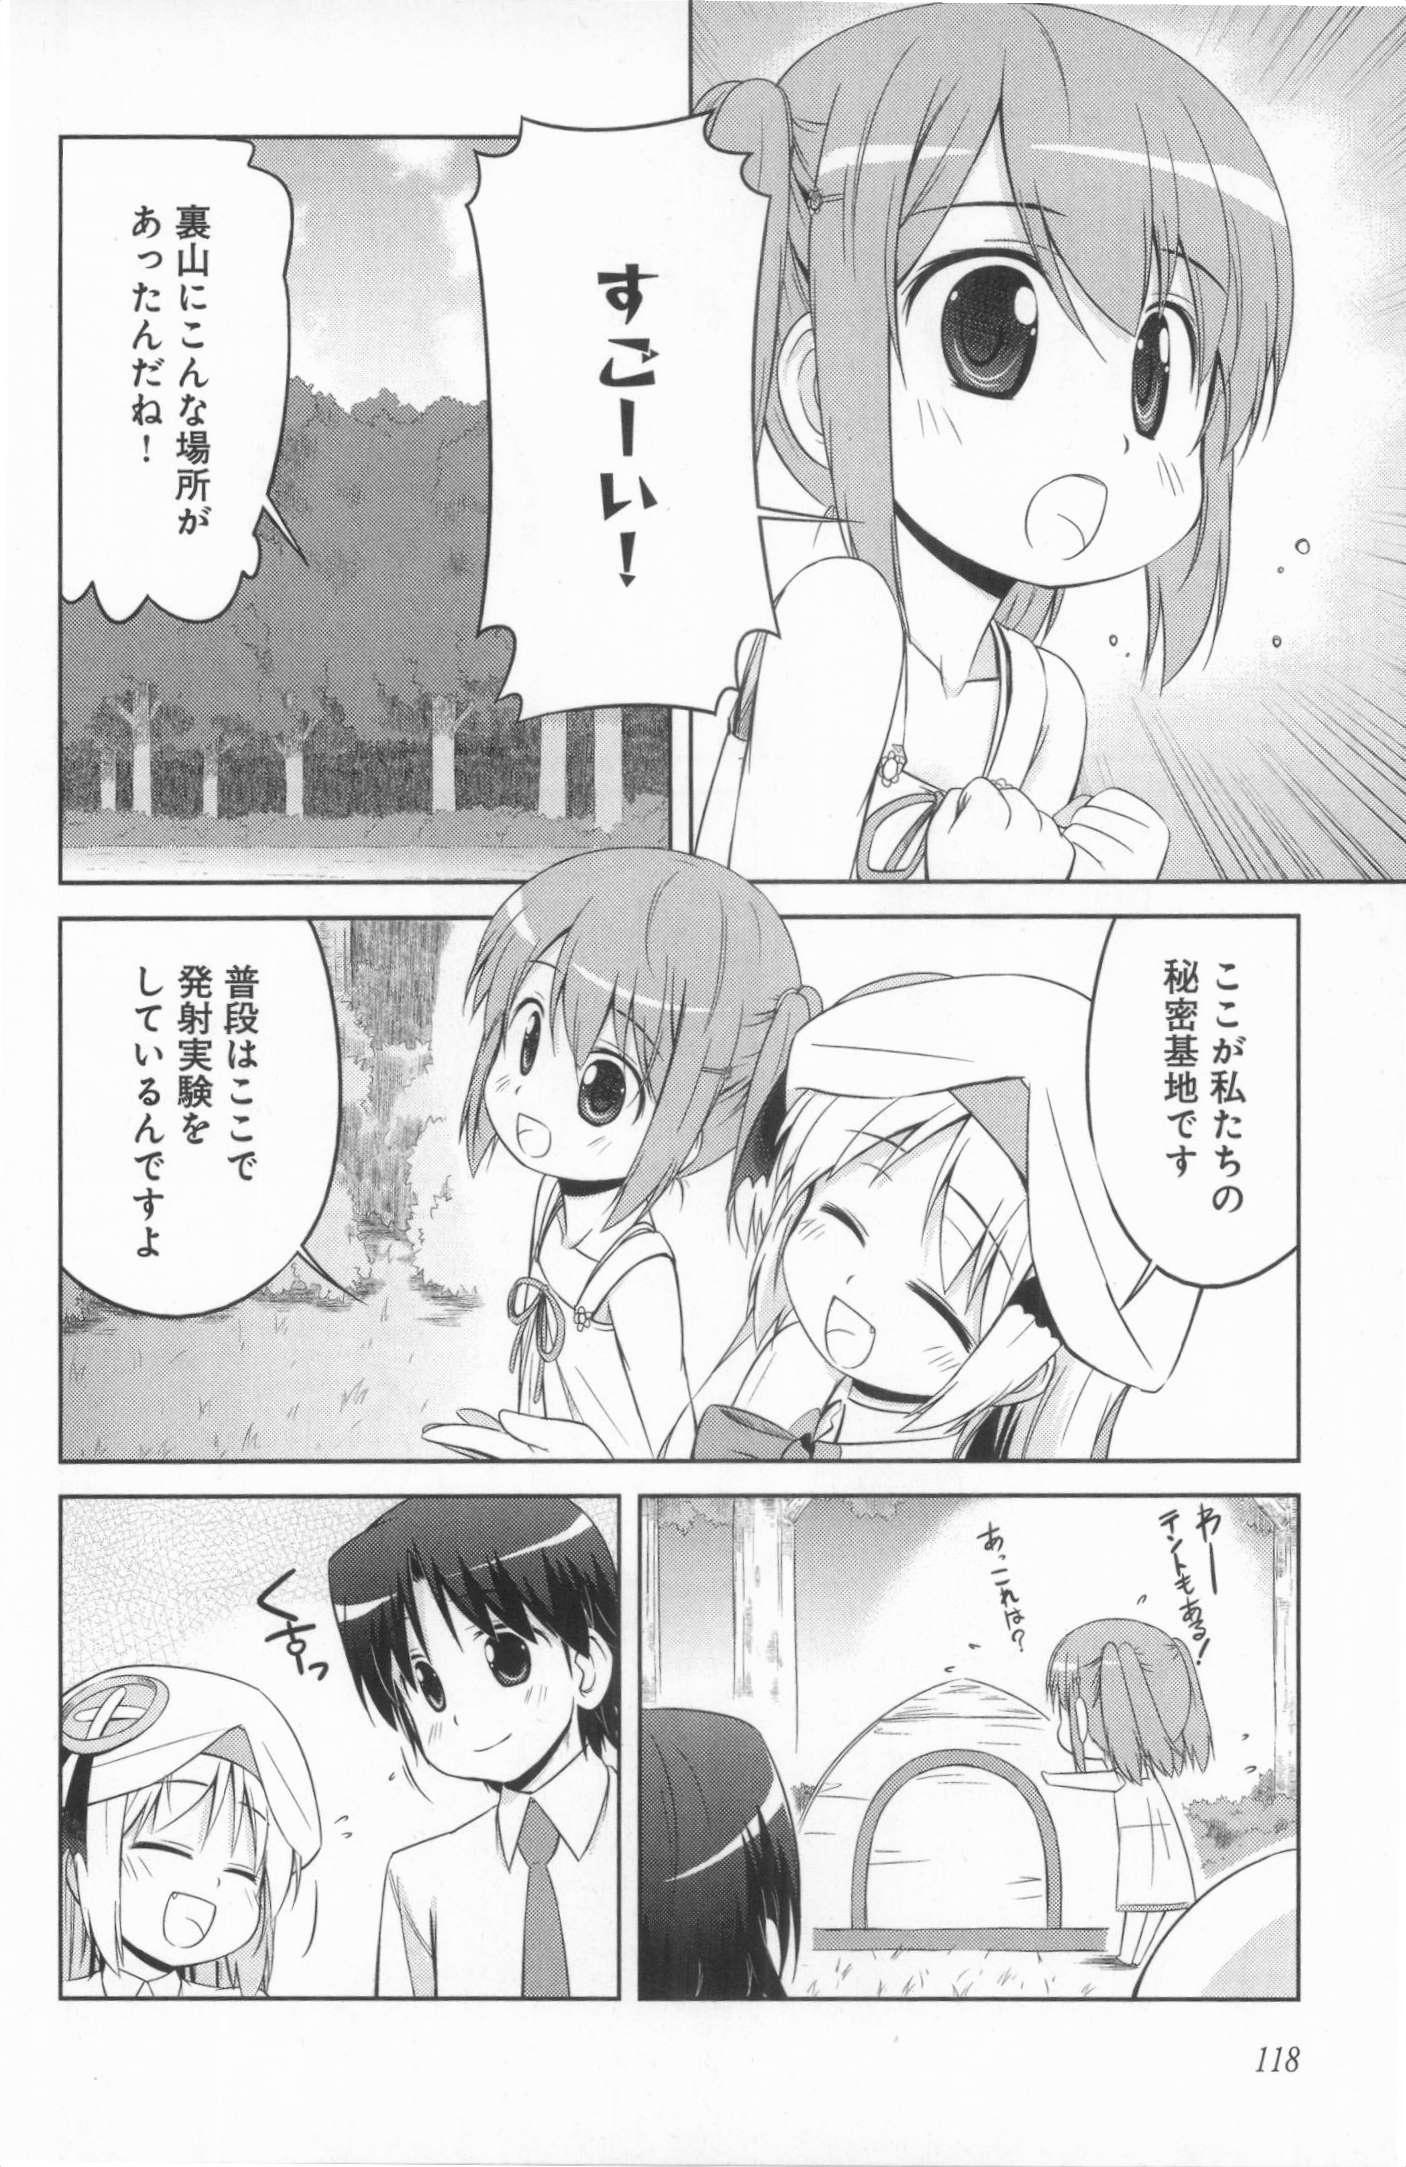 すごーい！
裏山にこんな場所が
あったんだね！
ここが私たちの
秘密基地です
普段はここで
発射実験を
しているんですよ
わー
テントもある！
あっこれは？
くすっ
118